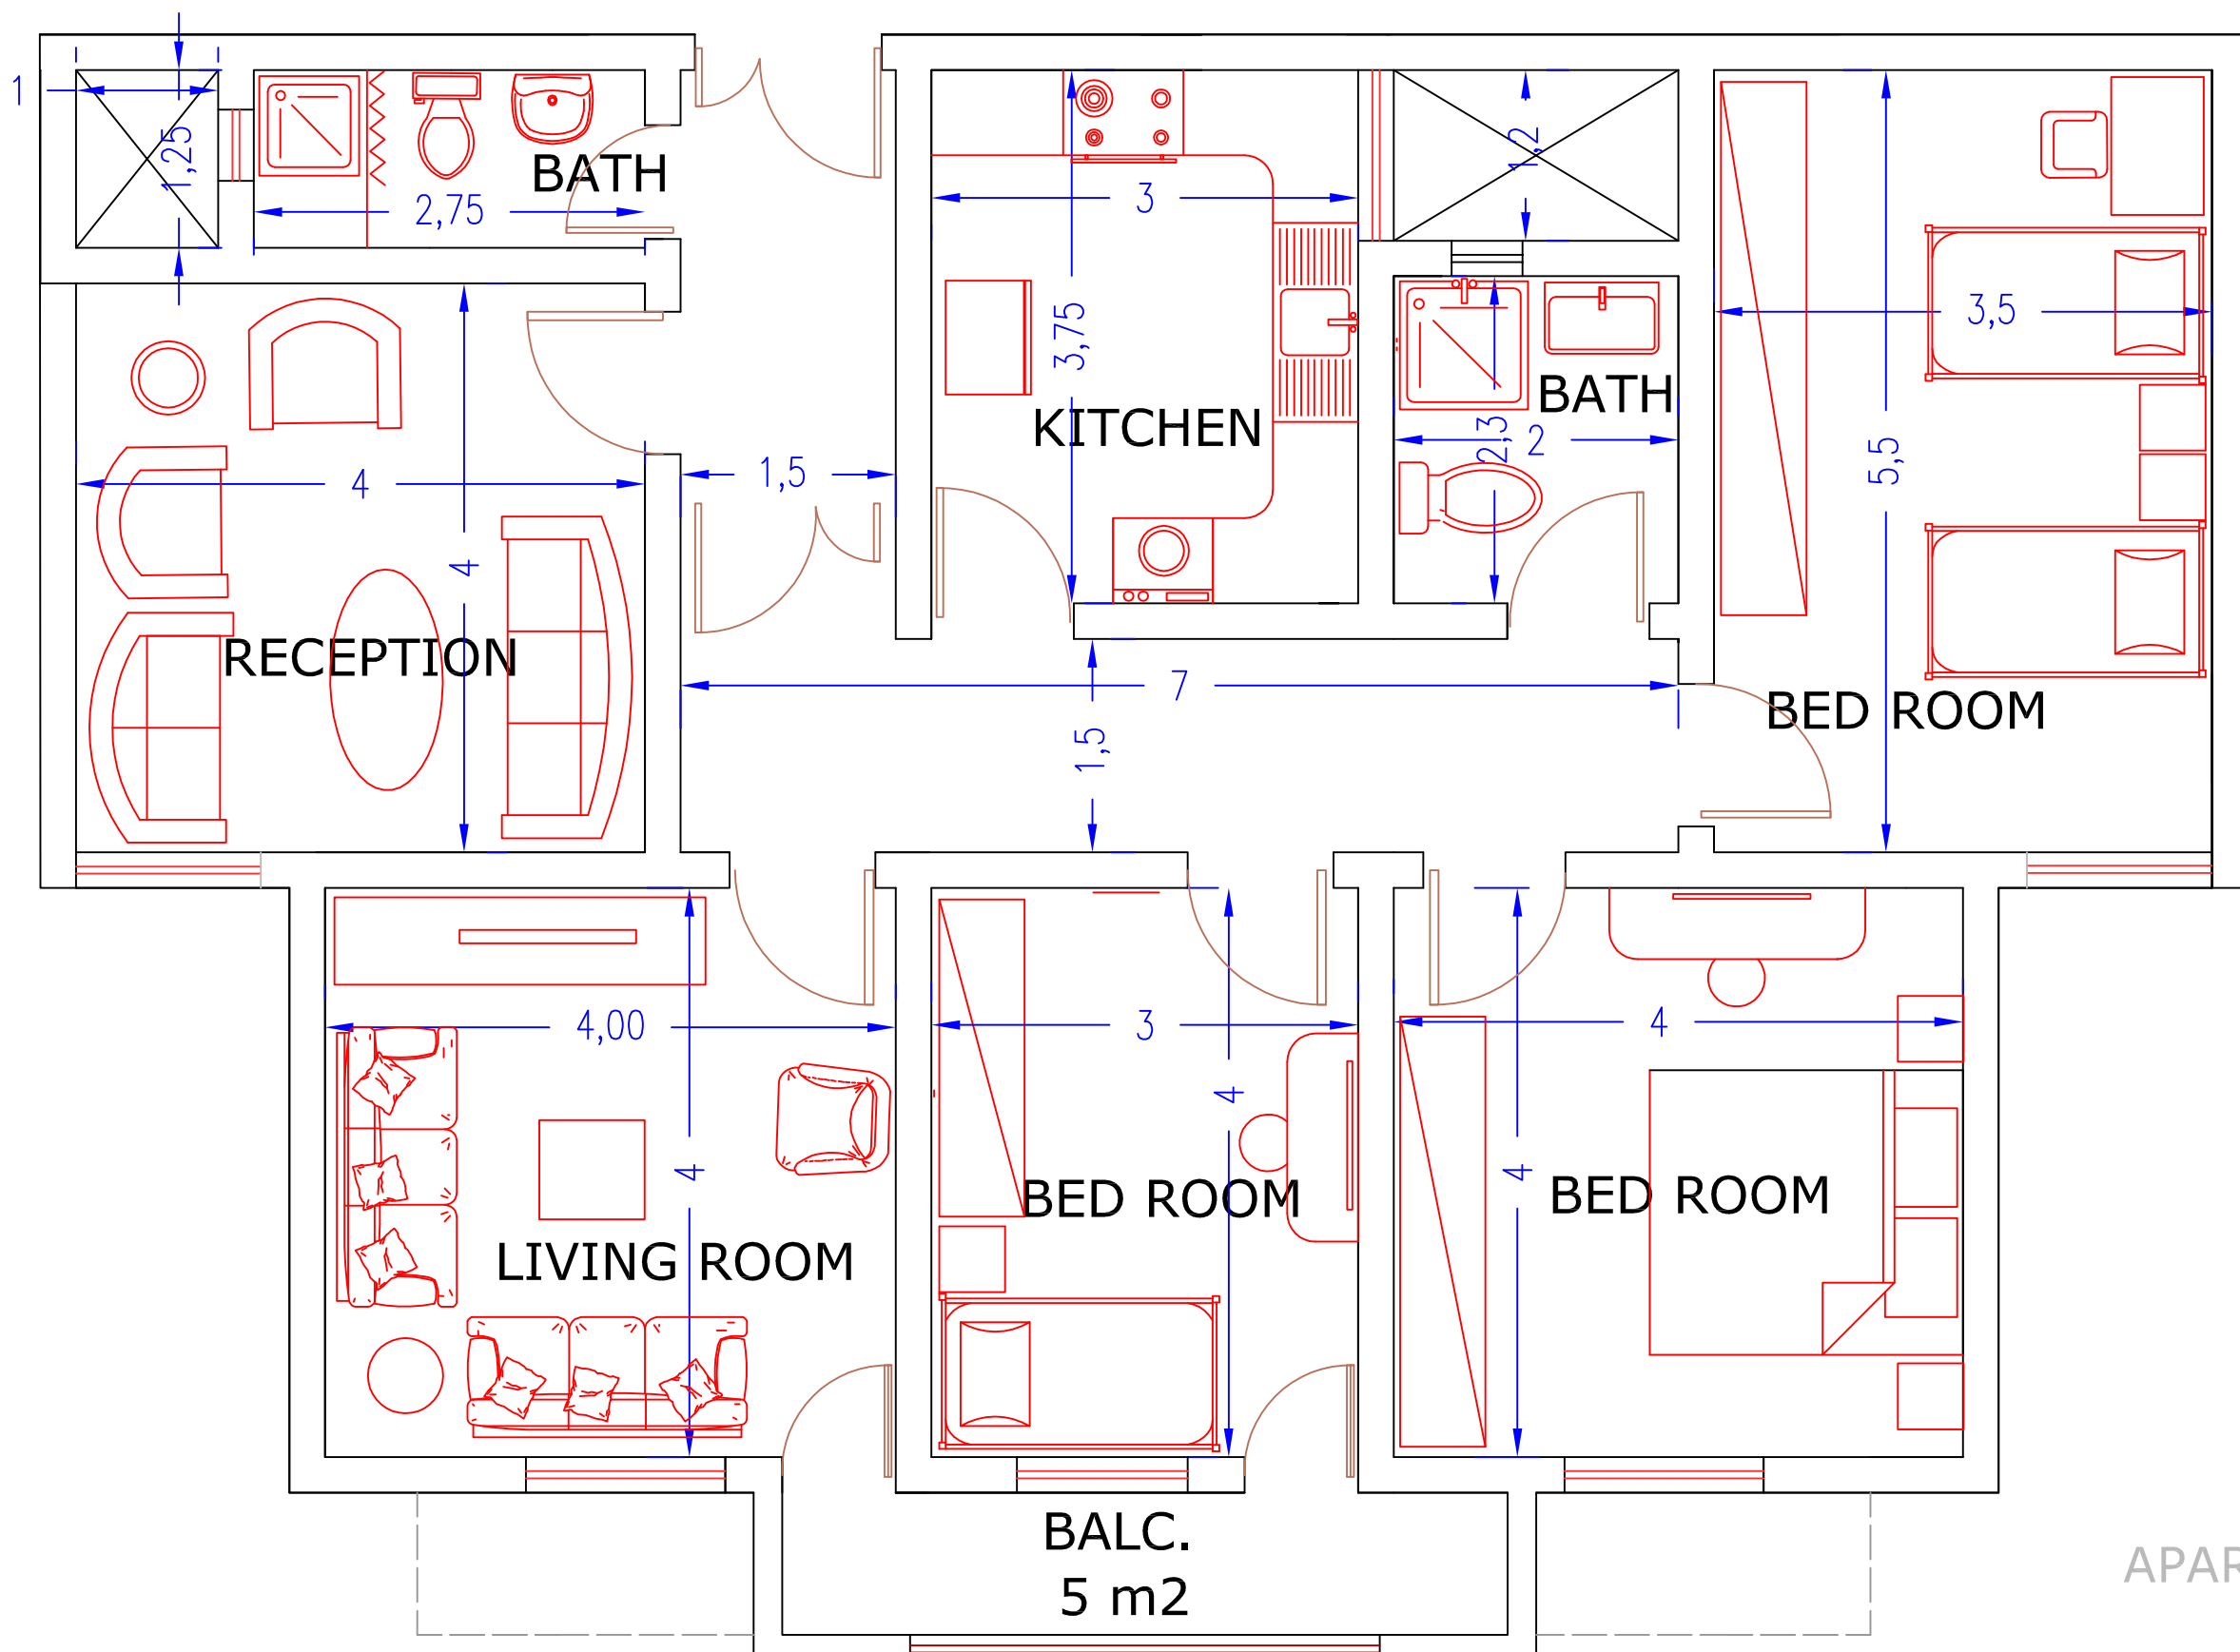 1
1,25
2,75
BATH
3
1,2
3,75
3,5
BATH
KITCHEN
2,3
2
5,5
1,5
4
4
RECEPTION
7
BED ROOM
1,5
4,00
3
4
4
4
4
BED ROOM
BED ROOM
LIVING ROOM
BALC.
5 m2
APAR